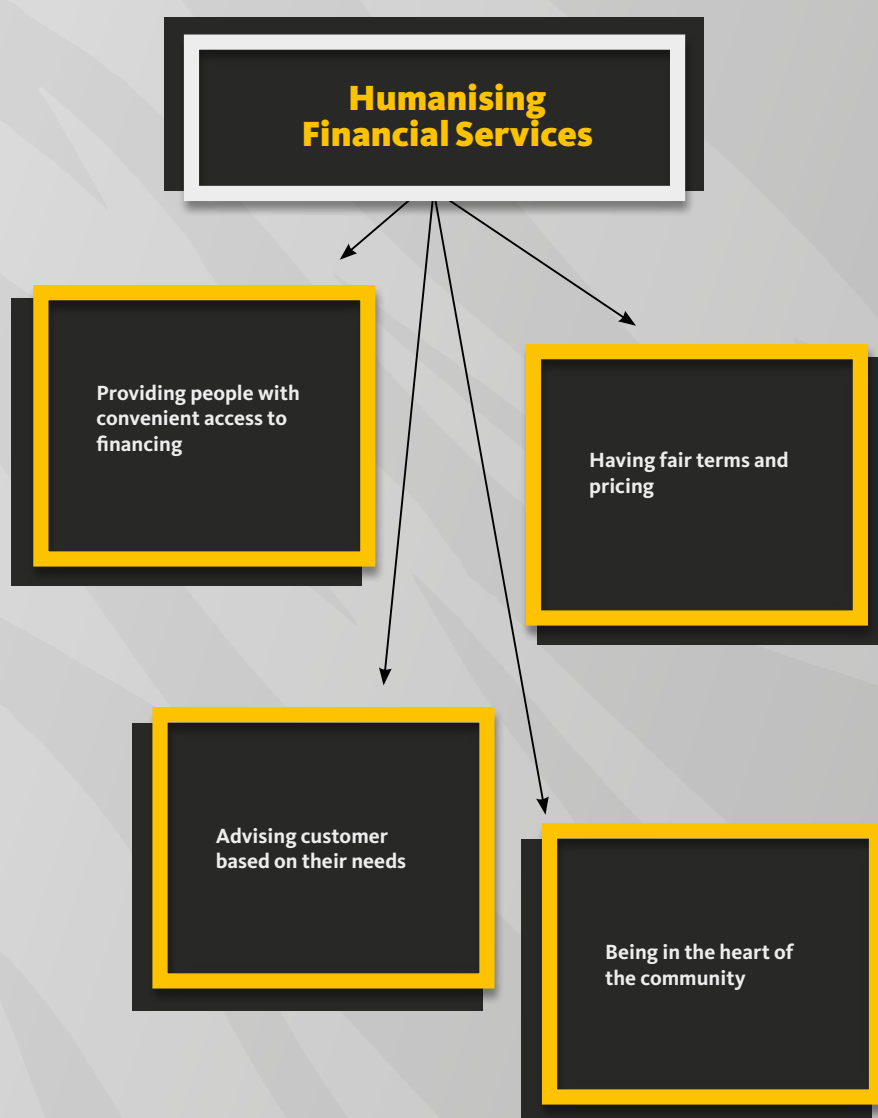 Humanising
Financial Services
Providing people with
convenient access to
financing
Having fair terms and
pricing
Advising customer
based on their needs
Being in the heart of
the community